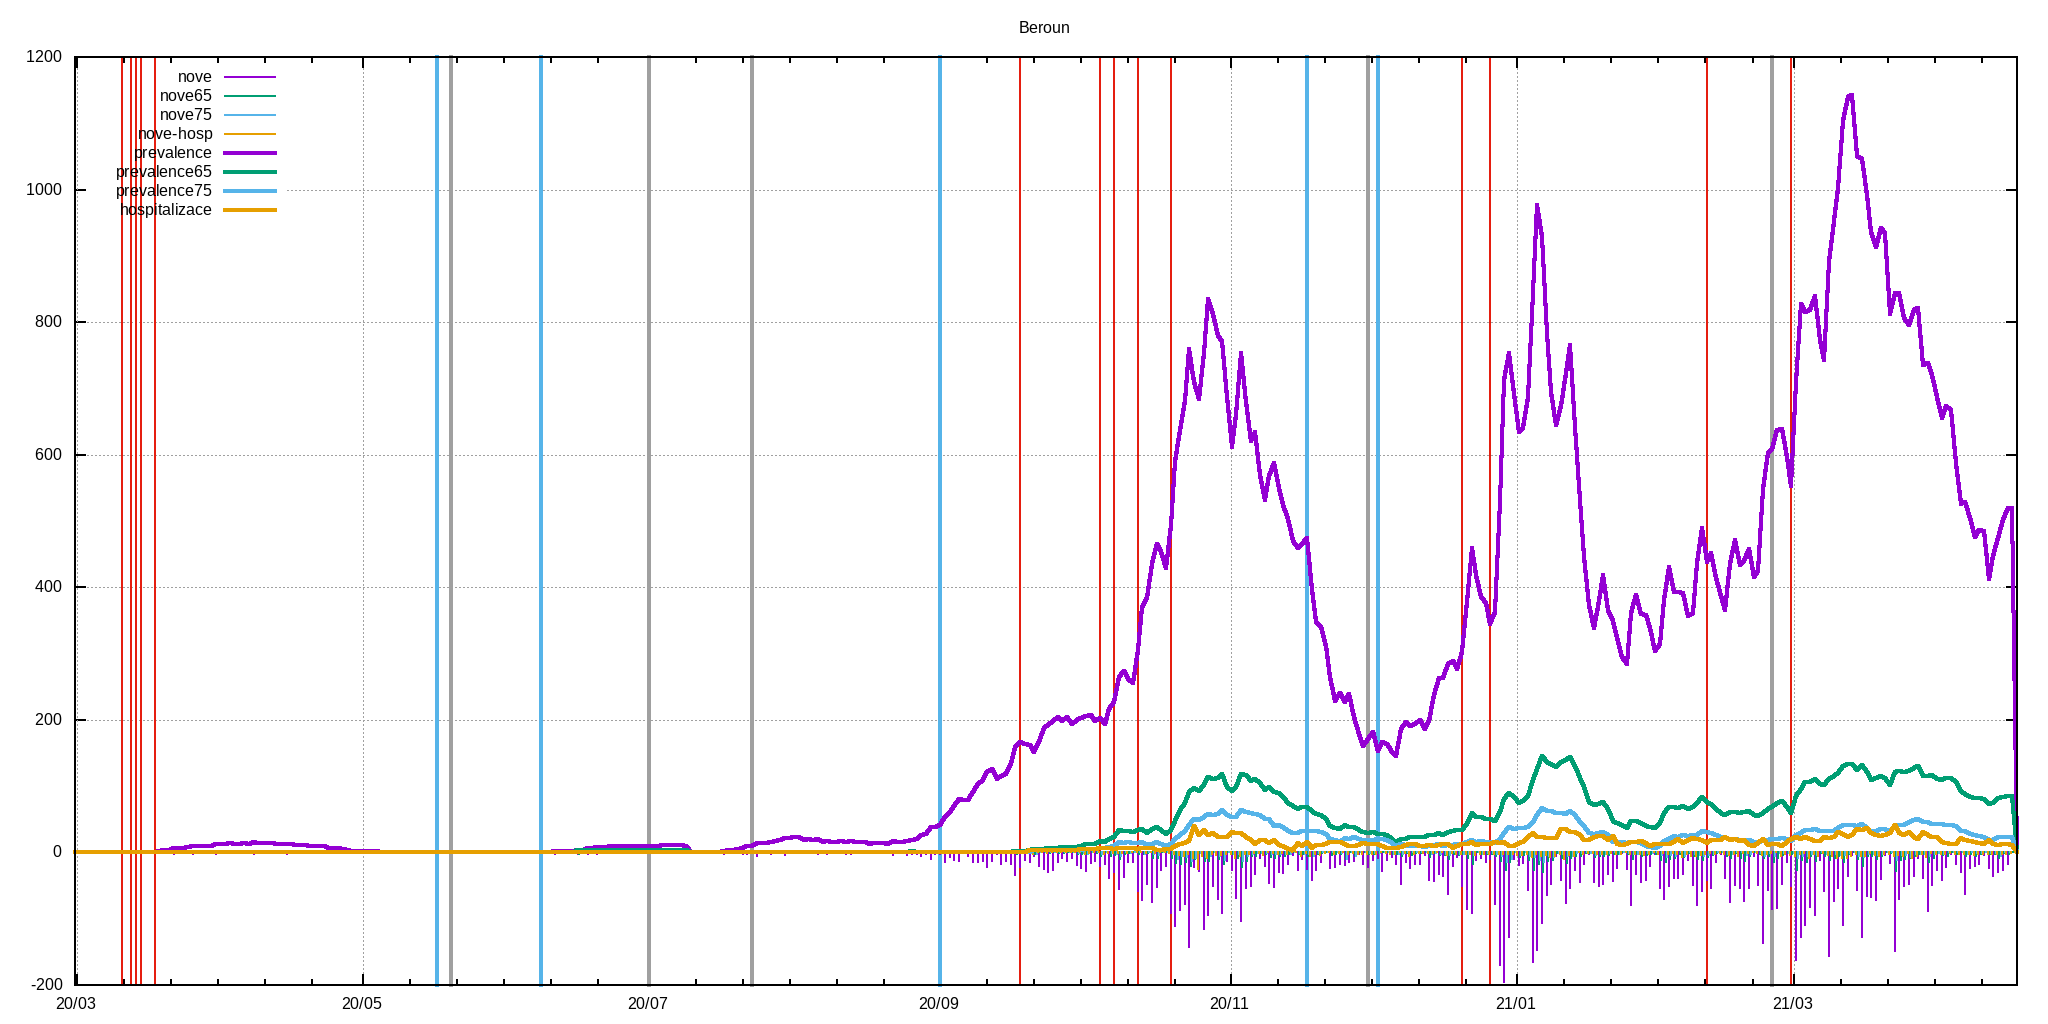 Beroun
1200
1000
800
600
400
200
0
-200
nove
nove65
nove75
nove-hosp
prevalence
prevalence65
prevalence75
hospitalizace
20/03 20/05 20/07 20/09 20/11 21/01 21/03